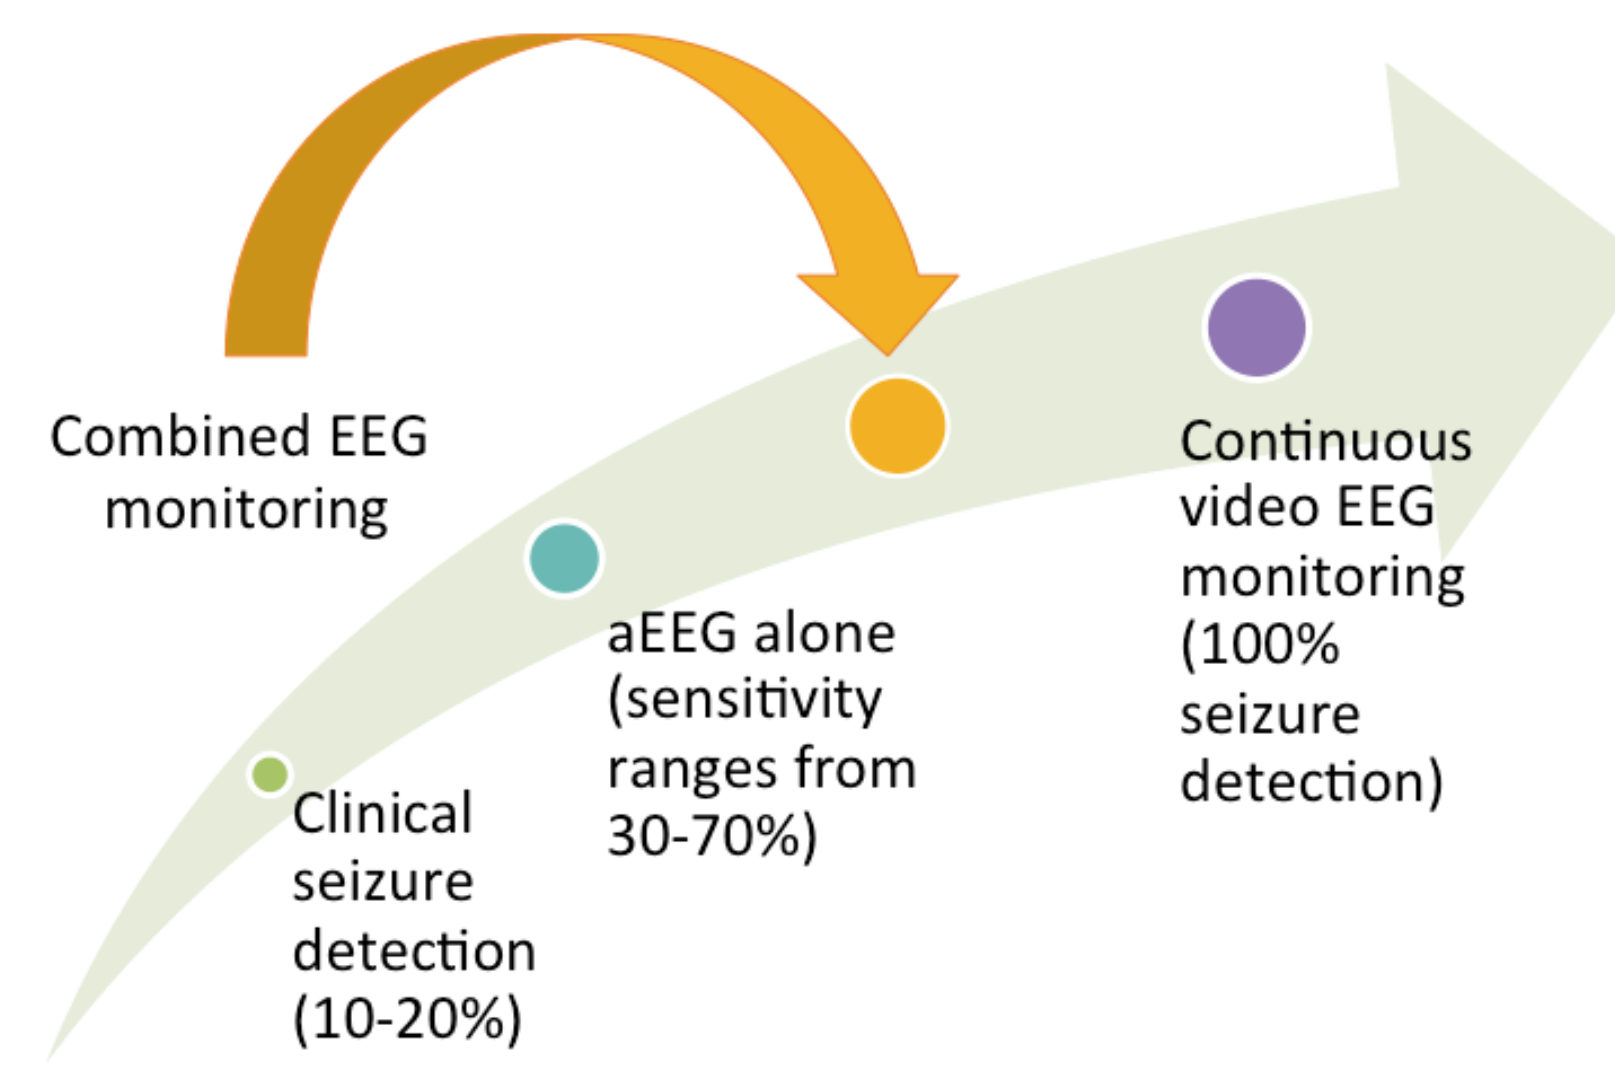 Combined EEG
monitoring
Clinical
seizure
detection
(10-20%)
aEEG alone
(sensitivity
ranges from
30-70%)
Continuous
video EEG
monitoring
(100%
seizure
detection)